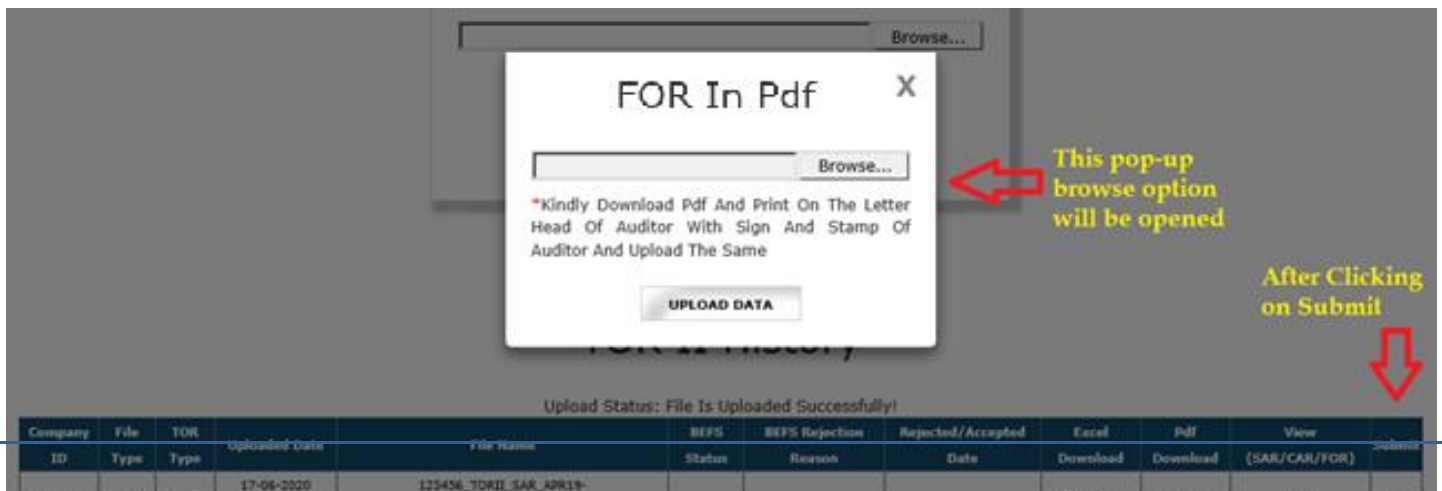 Browse...
FOR In Pdf X
Browse...
*Kindly Download Pdf And Print On The Letter
Head Of Auditor With Sign And Stamp Of
Auditor And Upload The Same
UPLOAD DATA
This pop-up
browse option
will be opened
After Clicking
on Submit
History
Upload Status: File Is Uploaded Successfully!
Company ID
File Type
TOR Type
Uploaded Date
File Name
BEFS Status
BEFS Rejection Reason
Rejected/Accepted Date
Excel Download
Pdf Download
View (SAR/CAR/FOR)
Submit
17-06-2020
123456_TORII_SAR_APR19-